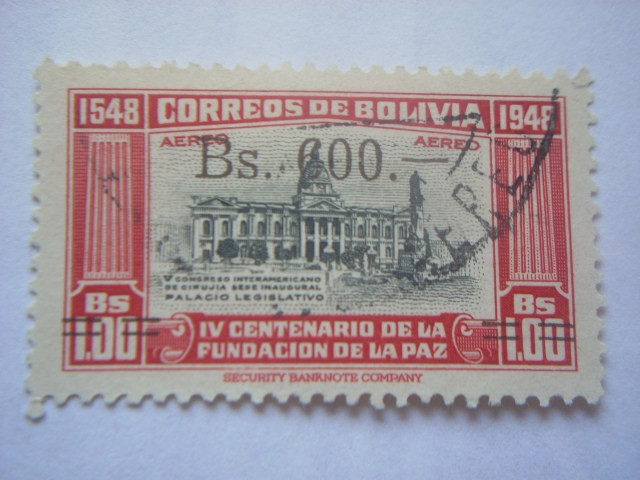 1548 CORREOS DE BOLIVIA 1948
AEREO AEREO
Bs. 600.—
V CONGRESO INTERAMERICANO
DE CIRUJIA SEDE INAUGURAL
PALACIO LEGISLATIVO
Bs Bs
1.00 IV CENTENARIO DE LA 1.00
FUNDACION DE LA PAZ
SECURITY BANKNOTE COMPANY